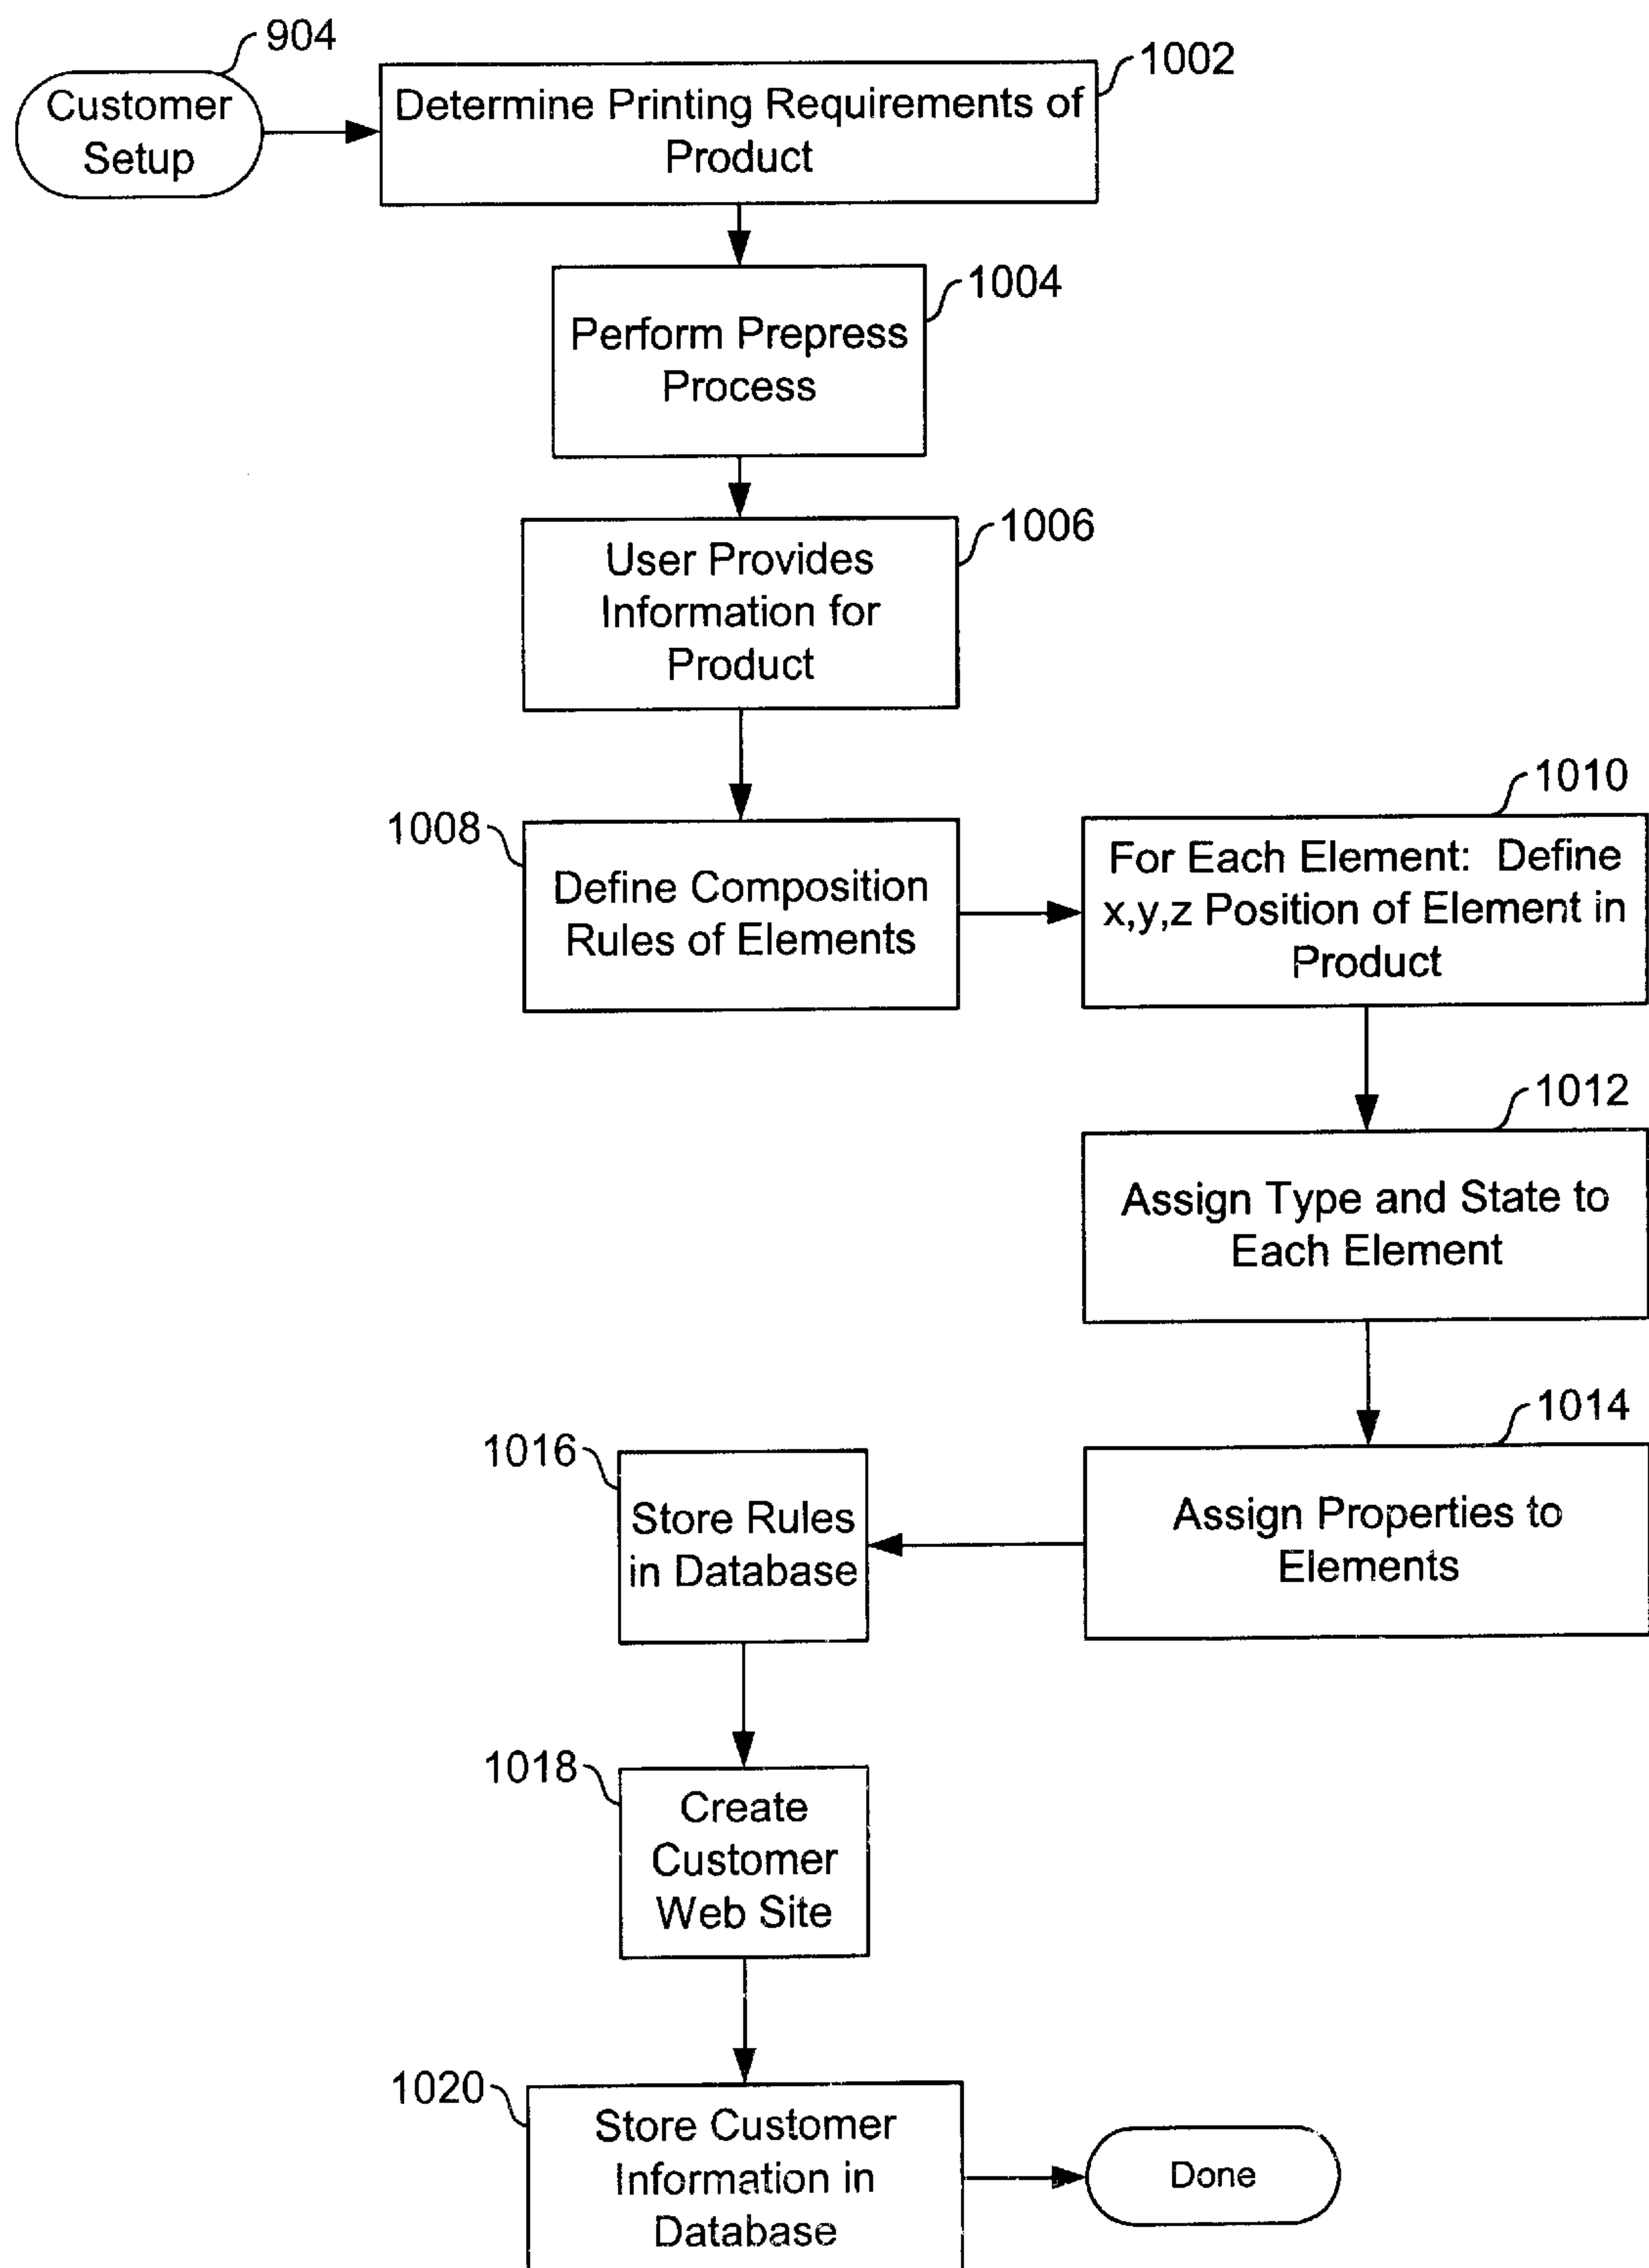 904
Customer
Setup
1002
Determine Printing Requirements of
Product
1004
Perform Prepress
Process
1006
User Provides
Information for
Product
1008
Define Composition
Rules of Elements
1010
For Each Element: Define
x,y,z Position of Element in
Product
1012
Assign Type and State to
Each Element
1014
Assign Properties to
Elements
1016
Store Rules
in Database
1018
Create
Customer
Web Site
1020
Store Customer
Information in
Database
Done